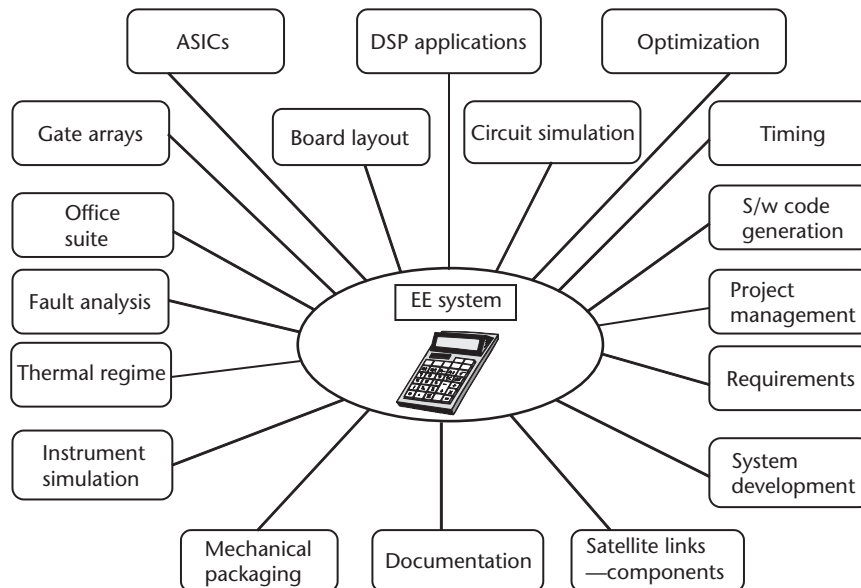 ASICs
DSP applications
Optimization
Gate arrays
Board layout
Circuit simulation
Timing
Office
suite
S/w code
generation
Fault analysis
EE system
Project
management
Thermal regime
Requirements
Instrument
simulation
System
development
Mechanical
packaging
Documentation
Satellite links
—components